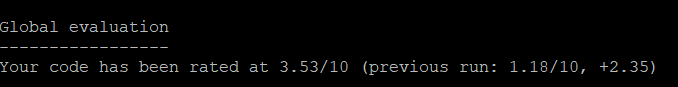 Global evaluation
-----------------
Your code has been rated at 3.53/10 (previous run: 1.18/10, +2.35)